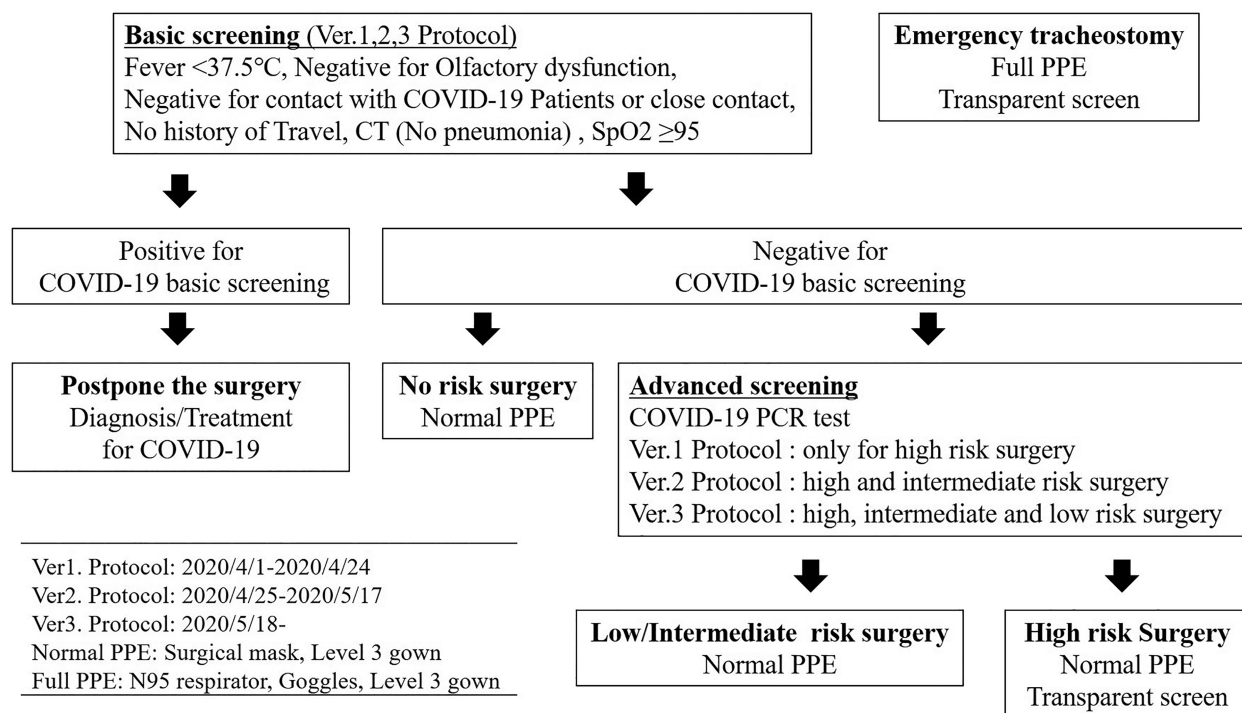 Basic screening (Ver.1,2,3 Protocol)
Fever <37.5℃, Negative for Olfactory dysfunction,
Negative for contact with COVID-19 Patients or close contact,
No history of Travel, CT (No pneumonia) , SpO2 ≥95
Emergency tracheostomy
Full PPE
Transparent screen
Positive for
COVID-19 basic screening
Negative for
COVID-19 basic screening
Postpone the surgery
Diagnosis/Treatment
for COVID-19
No risk surgery
Normal PPE
Advanced screening
COVID-19 PCR test
Ver.1 Protocol : only for high risk surgery
Ver.2 Protocol : high and intermediate risk surgery
Ver.3 Protocol : high, intermediate and low risk surgery
Ver1. Protocol: 2020/4/1-2020/4/24
Ver2. Protocol: 2020/4/25-2020/5/17
Ver3. Protocol: 2020/5/18-
Normal PPE: Surgical mask, Level 3 gown
Full PPE: N95 respirator, Goggles, Level 3 gown
Low/Intermediate risk surgery
Normal PPE
High risk Surgery
Normal PPE
Transparent screen